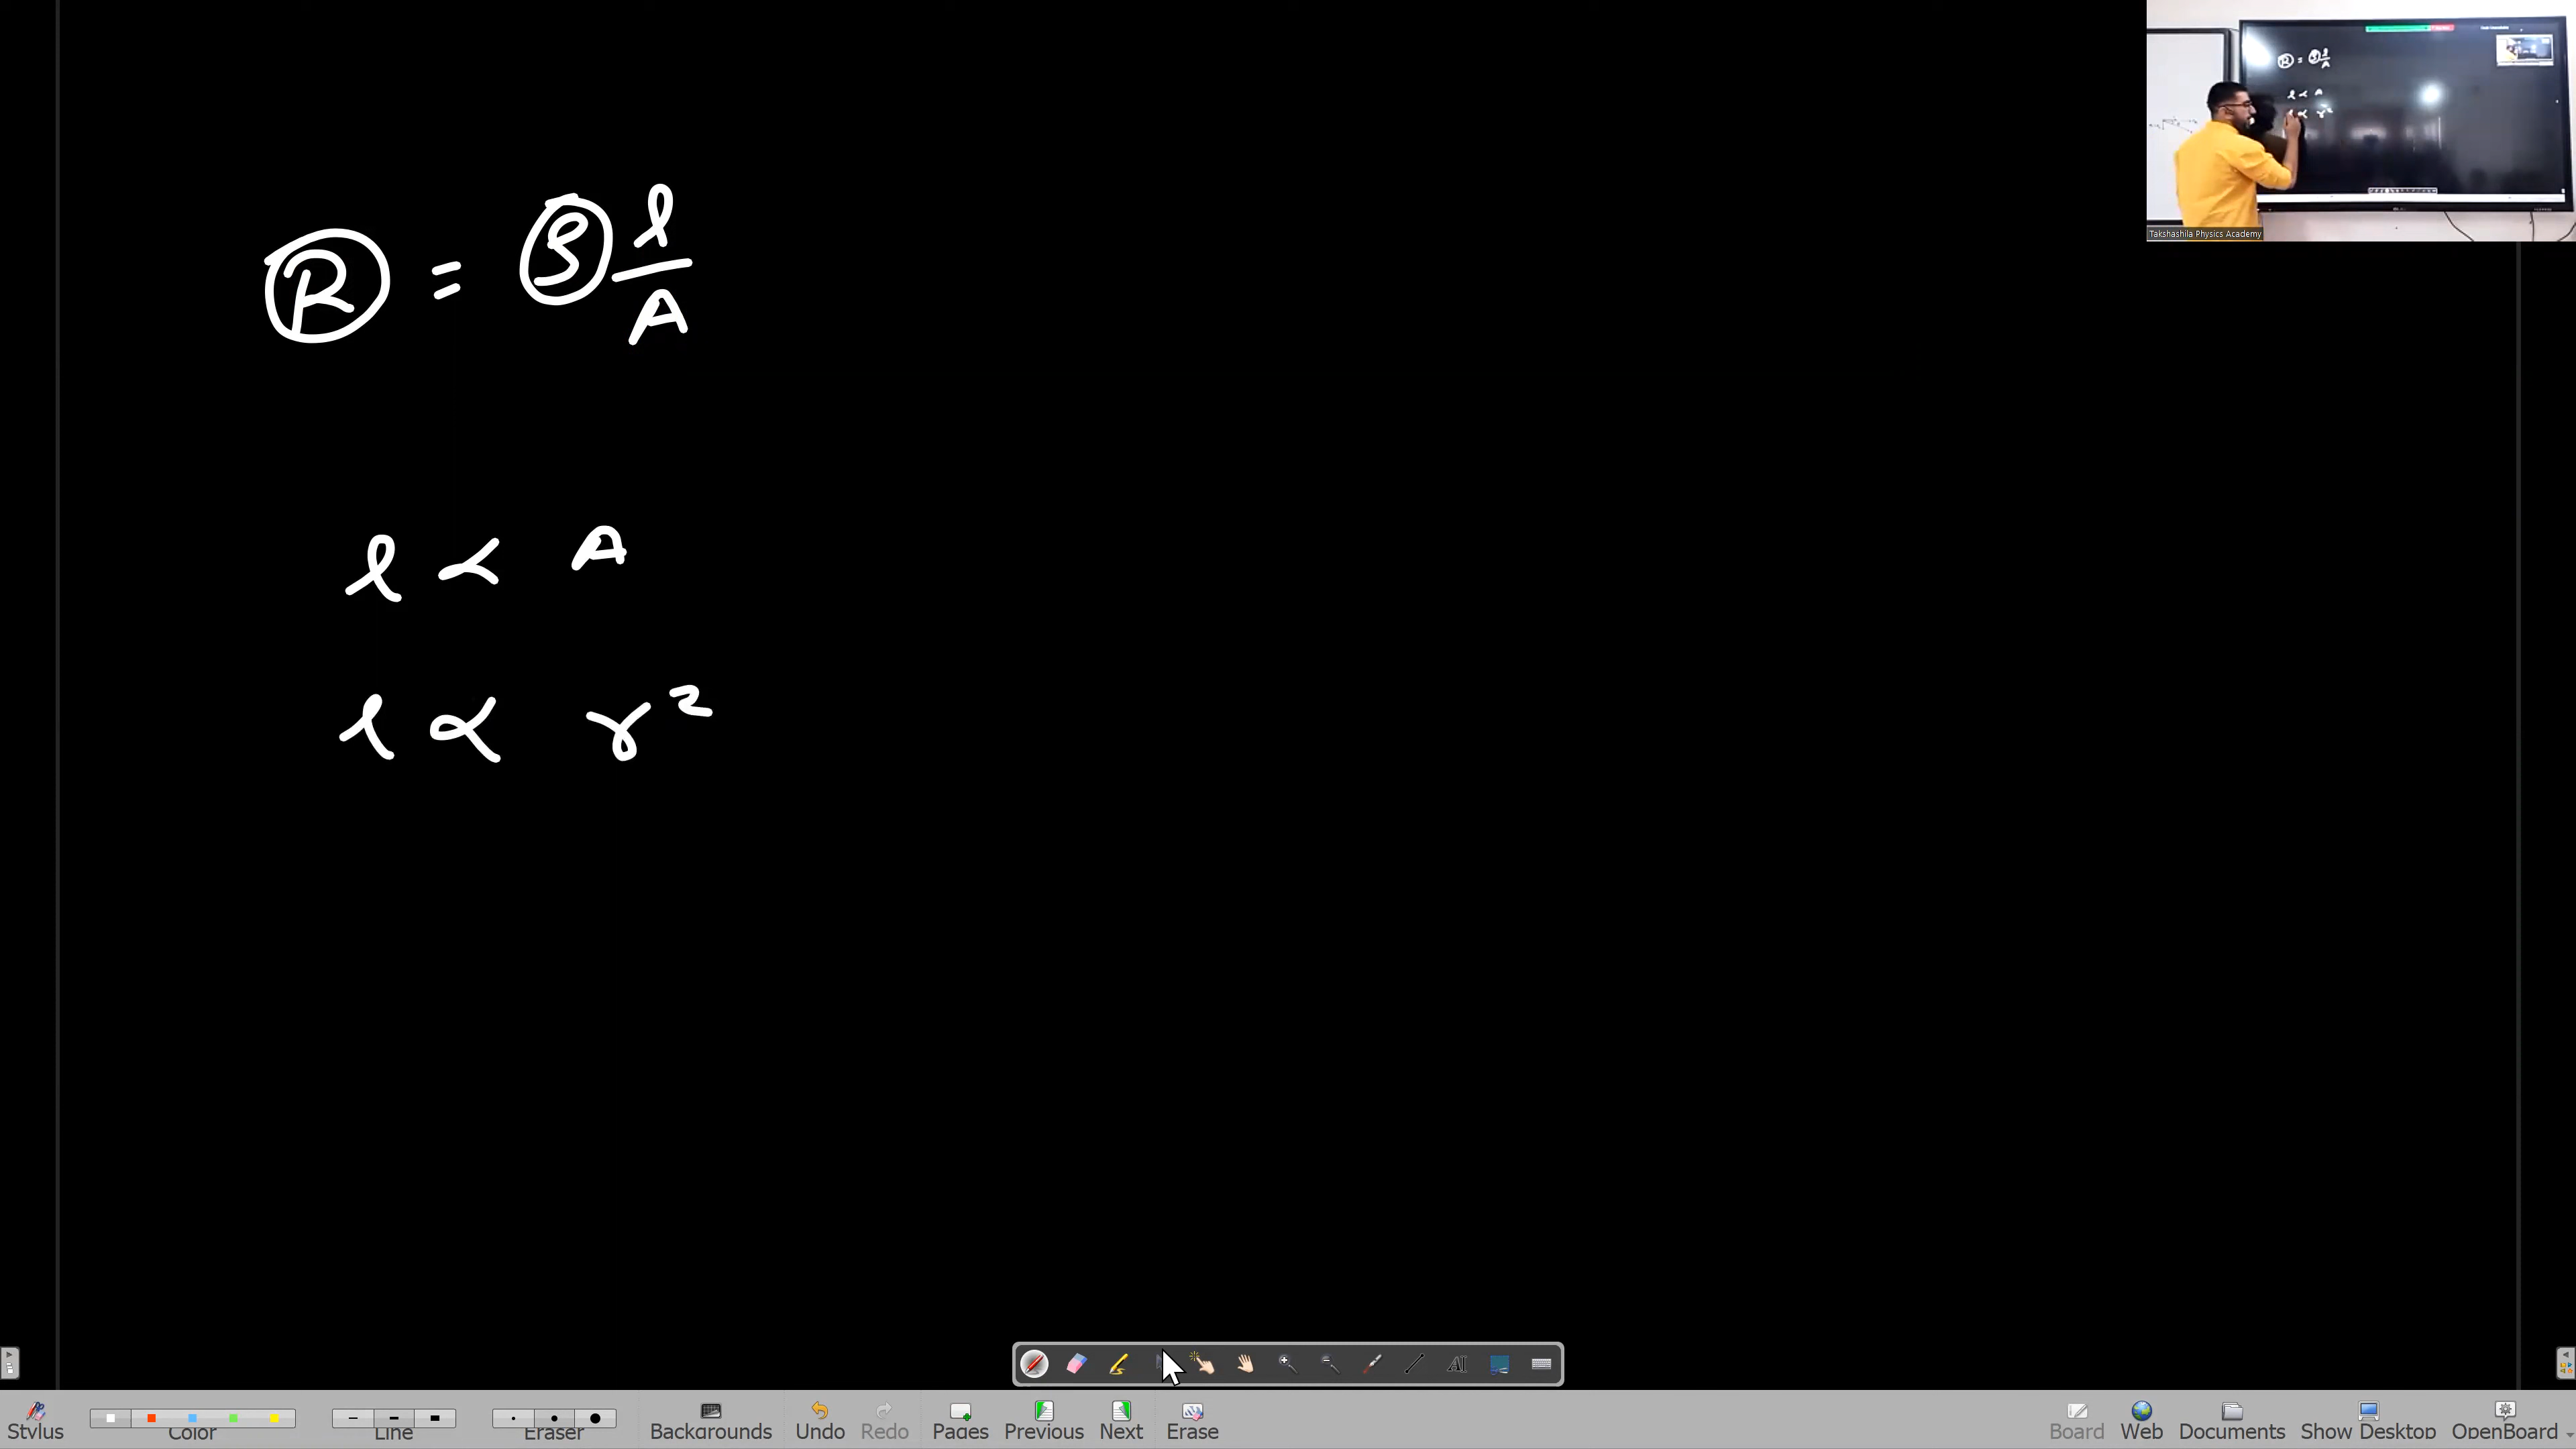 R = ρ l/A
l ∝ A
l ∝ r²
Takshashila Physics Academy
Stylus Color Line Eraser Backgrounds Undo Redo Pages Previous Next Erase Board Web Documents Show Desktop OpenBoard